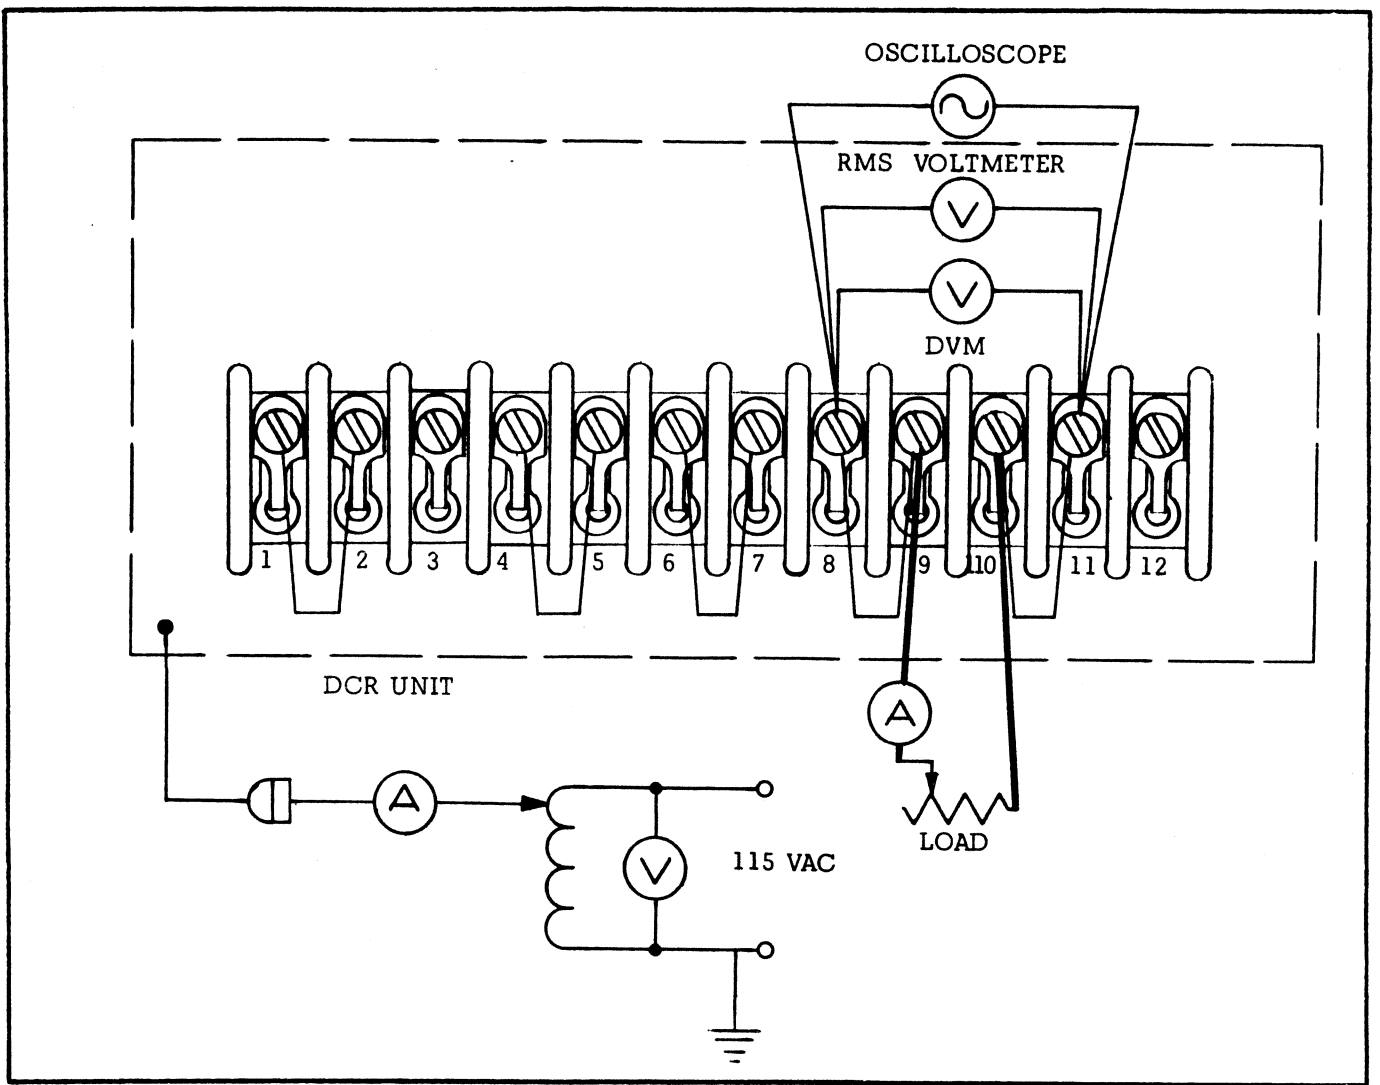 OSCILLOSCOPE
RMS VOLTMETER
V
V
DVM
1 2 3 4 5 6 7 8 9 10 11 12
DCR UNIT
A
A
V
115 VAC
LOAD